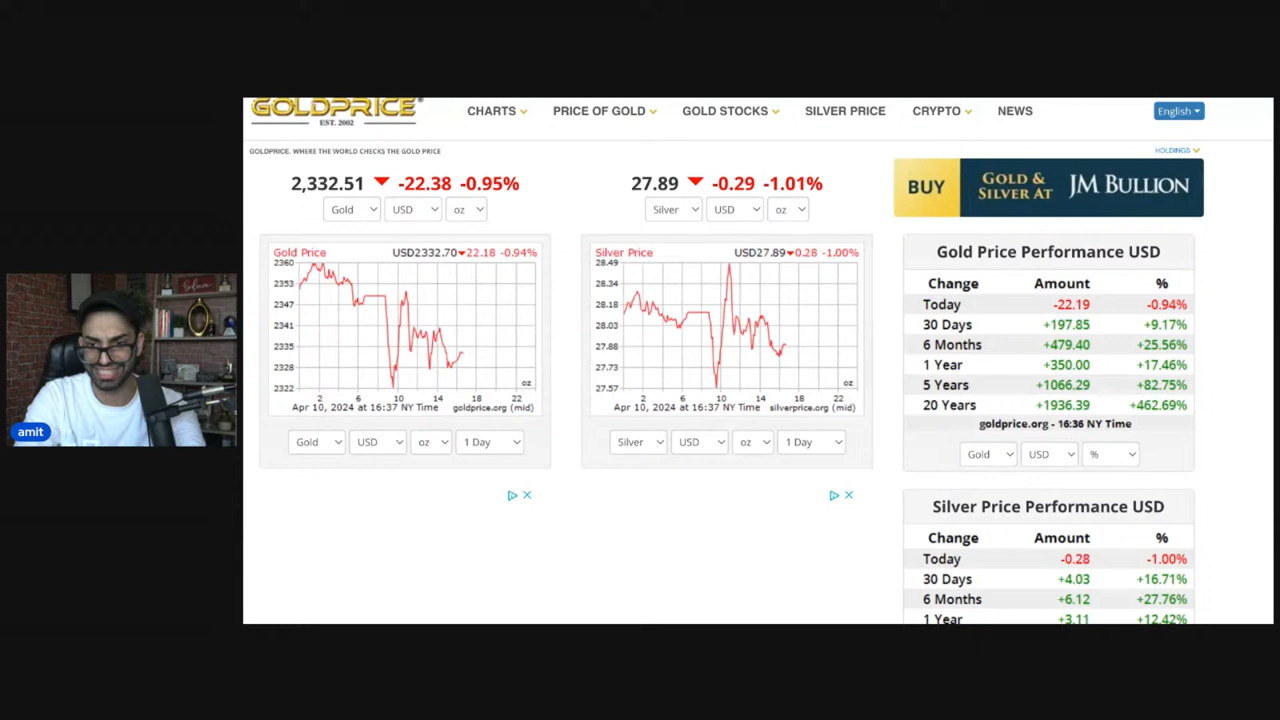 GOLDPRICE
EST. 2002
CHARTS PRICE OF GOLD GOLD STOCKS SILVER PRICE CRYPTO NEWS English
GOLDPRICE. WHERE THE WORLD CHECKS THE GOLD PRICE
HOLDINGS
2,332.51 -22.38 -0.95%
Gold USD oz
27.89 -0.29 -1.01%
Silver USD oz
BUY GOLD & SILVER AT JM BULLION
Gold Price USD2332.70 22.18 -0.94%
2360
2353
2347
2341
2335
2328
2322
oz
2 6 10 14 18 22
Apr 10, 2024 at 16:37 NY Time goldprice.org (mid)
Gold USD oz 1 Day
Silver Price USD27.89 0.28 -1.00%
28.49
28.34
28.18
28.03
27.88
27.73
27.57
oz
2 6 10 14 18 22
Apr 10, 2024 at 16:37 NY Time silverprice.org (mid)
Silver USD oz 1 Day
Gold Price Performance USD
Change Amount %
Today -22.19 -0.94%
30 Days +197.85 +9.17%
6 Months +479.40 +25.56%
1 Year +350.00 +17.46%
5 Years +1066.29 +82.75%
20 Years +1936.39 +462.69%
goldprice.org - 16:36 NY Time
Gold USD %
Silver Price Performance USD
Change Amount %
Today -0.28 -1.00%
30 Days +4.03 +16.71%
6 Months +6.12 +27.76%
1 Year +3.11 +12.42%
amit